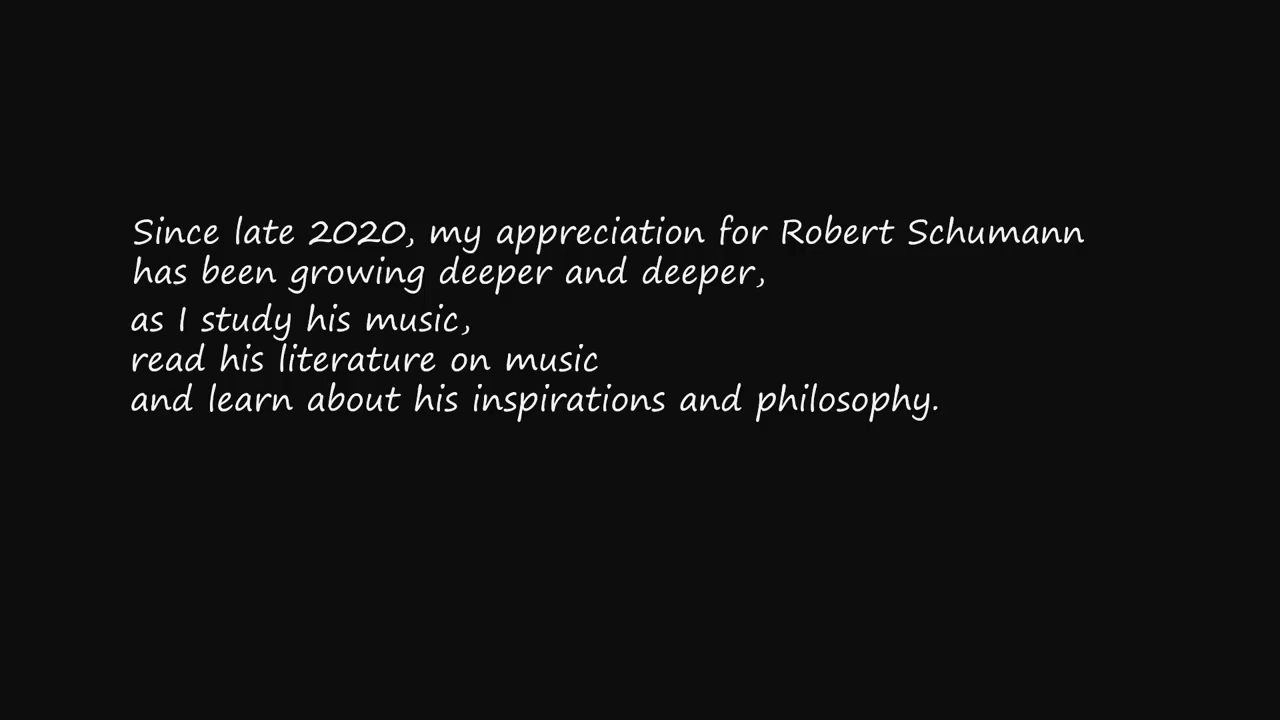 Since late 2020, my appreciation for Robert Schumann
has been growing deeper and deeper,
as I study his music,
read his literature on music
and learn about his inspirations and philosophy.